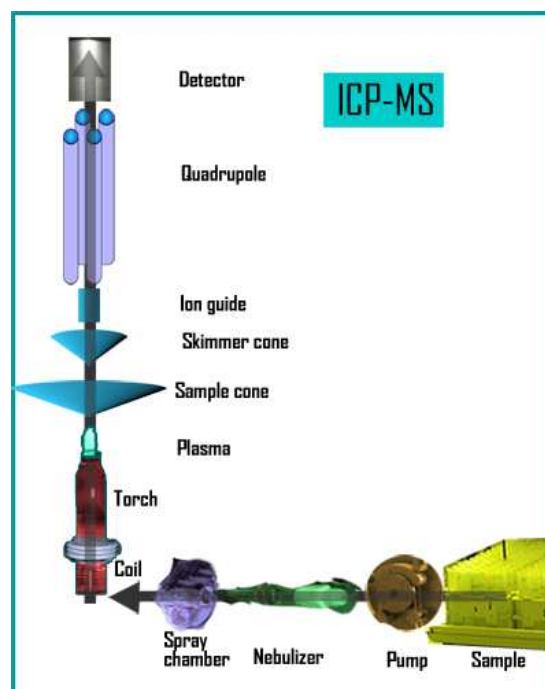 Detector
ICP-MS
Quadrupole
Ion guide
Skimmer cone
Sample cone
Plasma
Torch
Coil
Spray
chamber
Nebulizer
Pump
Sample